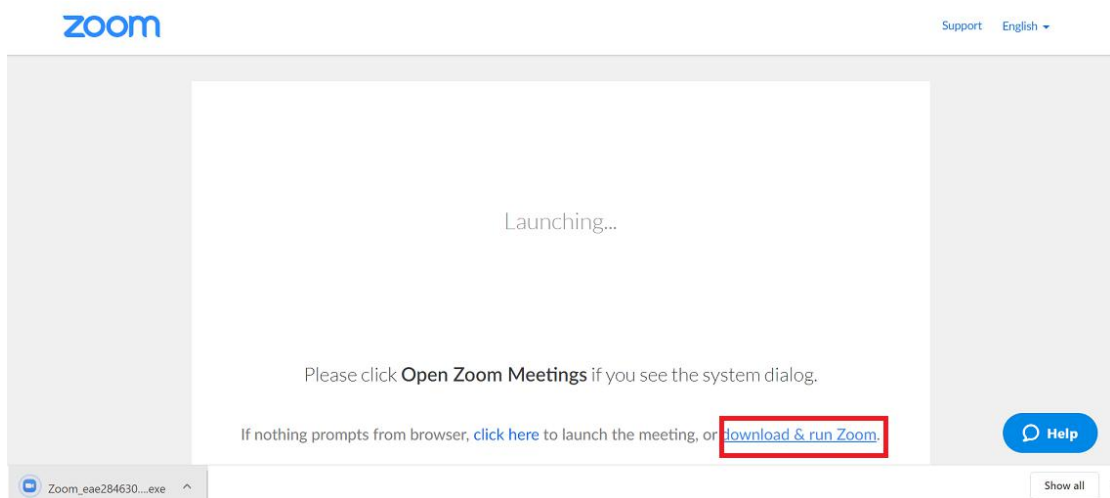 zoom
Support English
Launching...
Please click Open Zoom Meetings if you see the system dialog.
If nothing prompts from browser, click here to launch the meeting, or download & run Zoom.
Help
Zoom_eae284630....exe
Show all